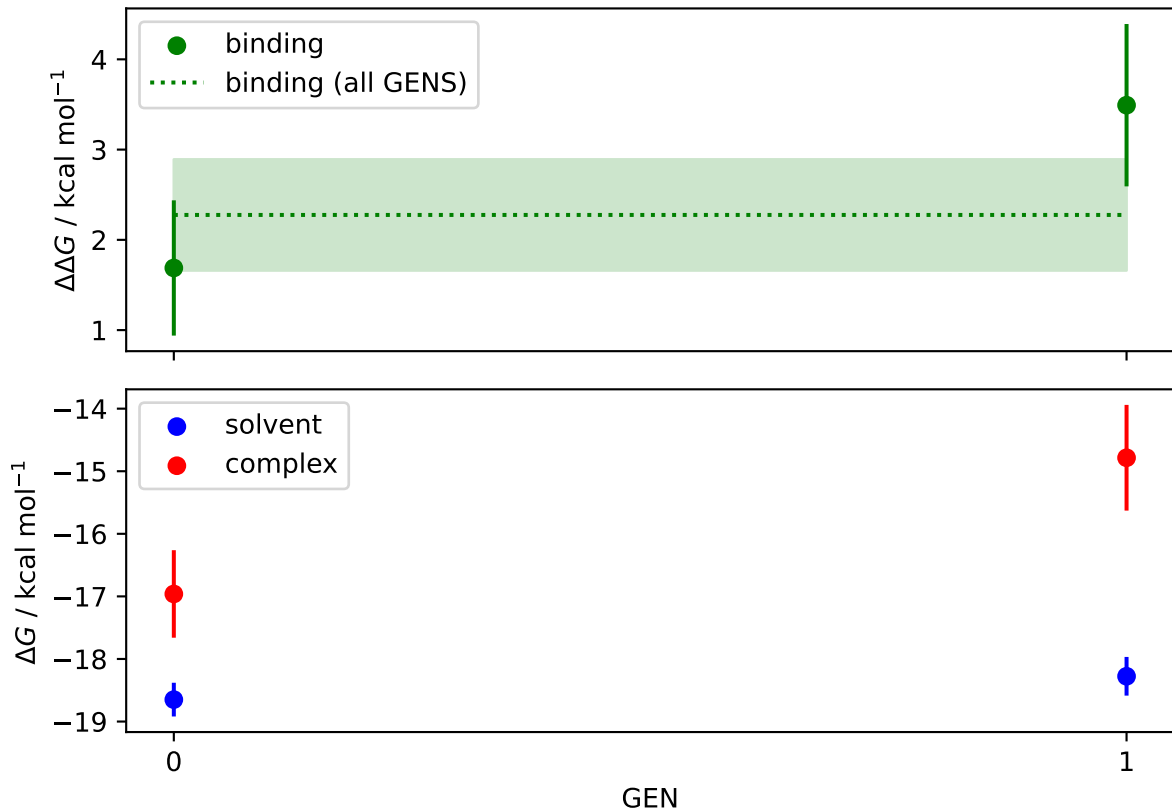 binding
binding (all GENS)
ΔΔG / kcal mol⁻¹
4
3
2
1
solvent
complex
ΔG / kcal mol⁻¹
−14
−15
−16
−17
−18
−19
0
1
GEN